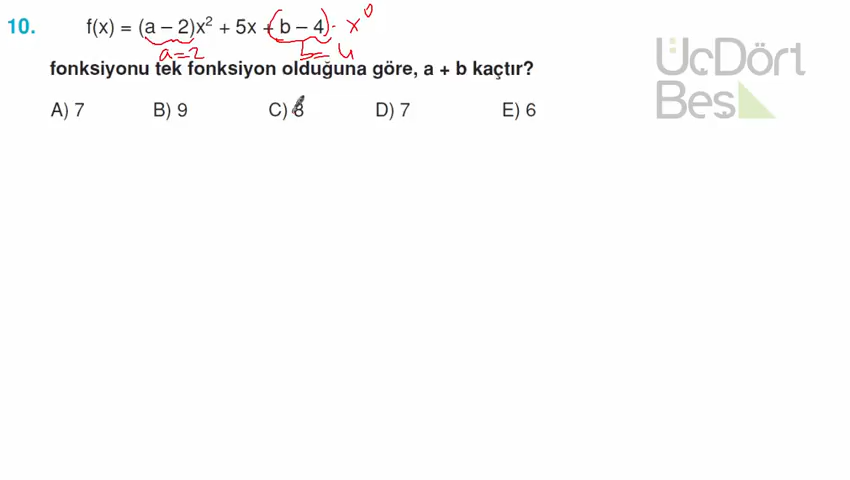 10. f(x) = (a – 2)x² + 5x + (b – 4) · x⁰
a=2 b=4
fonksiyonu tek fonksiyon olduğuna göre, a + b kaçtır?
A) 7 B) 9 C) 8 D) 7 E) 6
ÜçDört
Beş